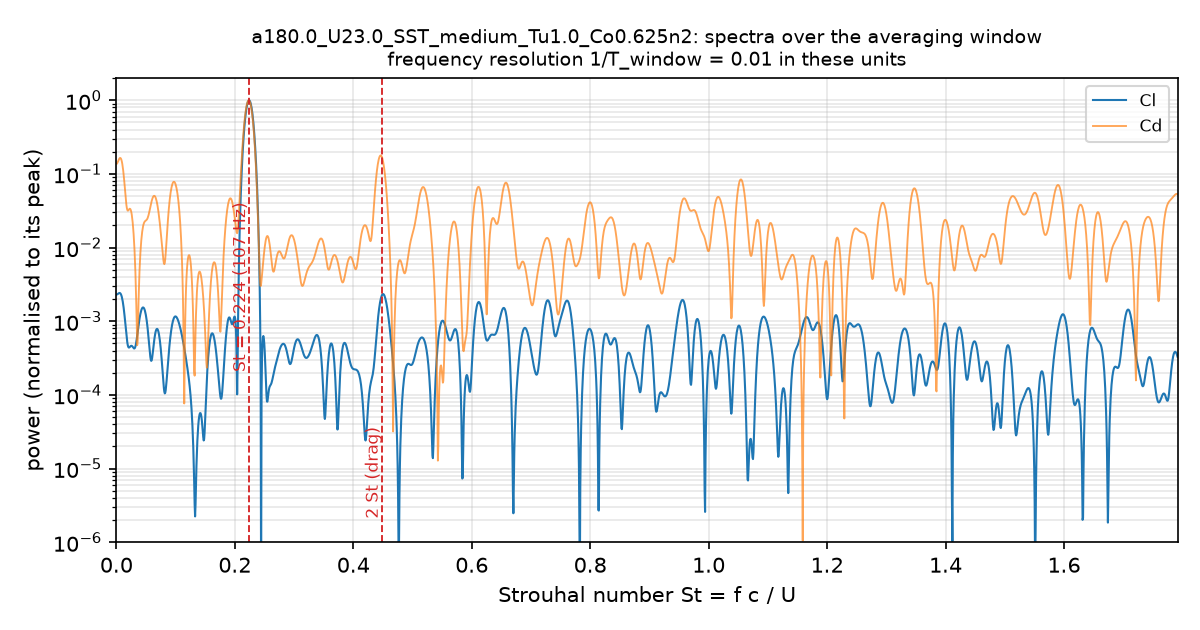 a180.0_U23.0_SST_medium_Tu1.0_Co0.625n2: spectra over the averaging window
frequency resolution 1/T_window = 0.01 in these units
power (normalised to its peak)
10⁰
10⁻¹
10⁻²
10⁻³
10⁻⁴
10⁻⁵
10⁻⁶
Cl
Cd
St = 0.224 (107 Hz)
2 St (drag)
0.0 0.2 0.4 0.6 0.8 1.0 1.2 1.4 1.6
Strouhal number St = f c / U